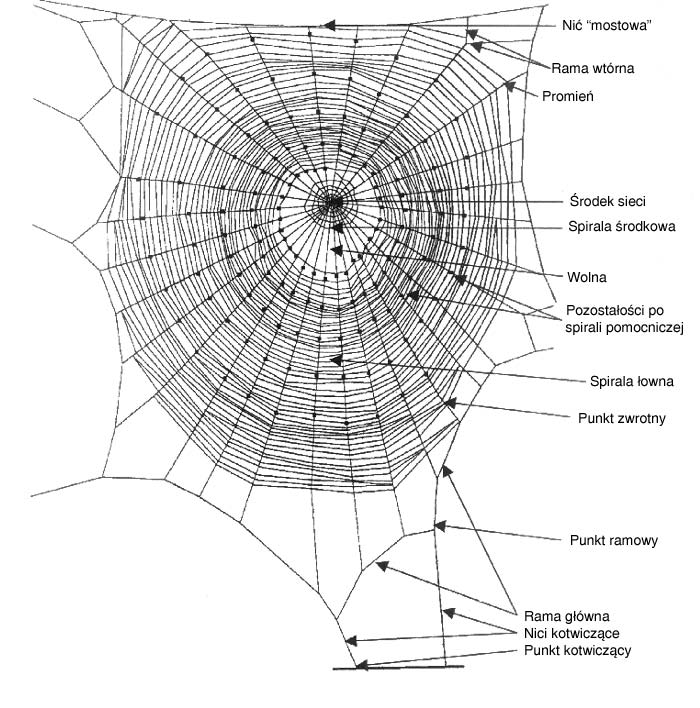 Nić “mostowa”
Rama wtórna
Promień
Środek sieci
Spirala środkowa
Wolna
Pozostałości po
spirali pomocniczej
Spirala łowna
Punkt zwrotny
Punkt ramowy
Rama główna
Nici kotwiczące
Punkt kotwiczący